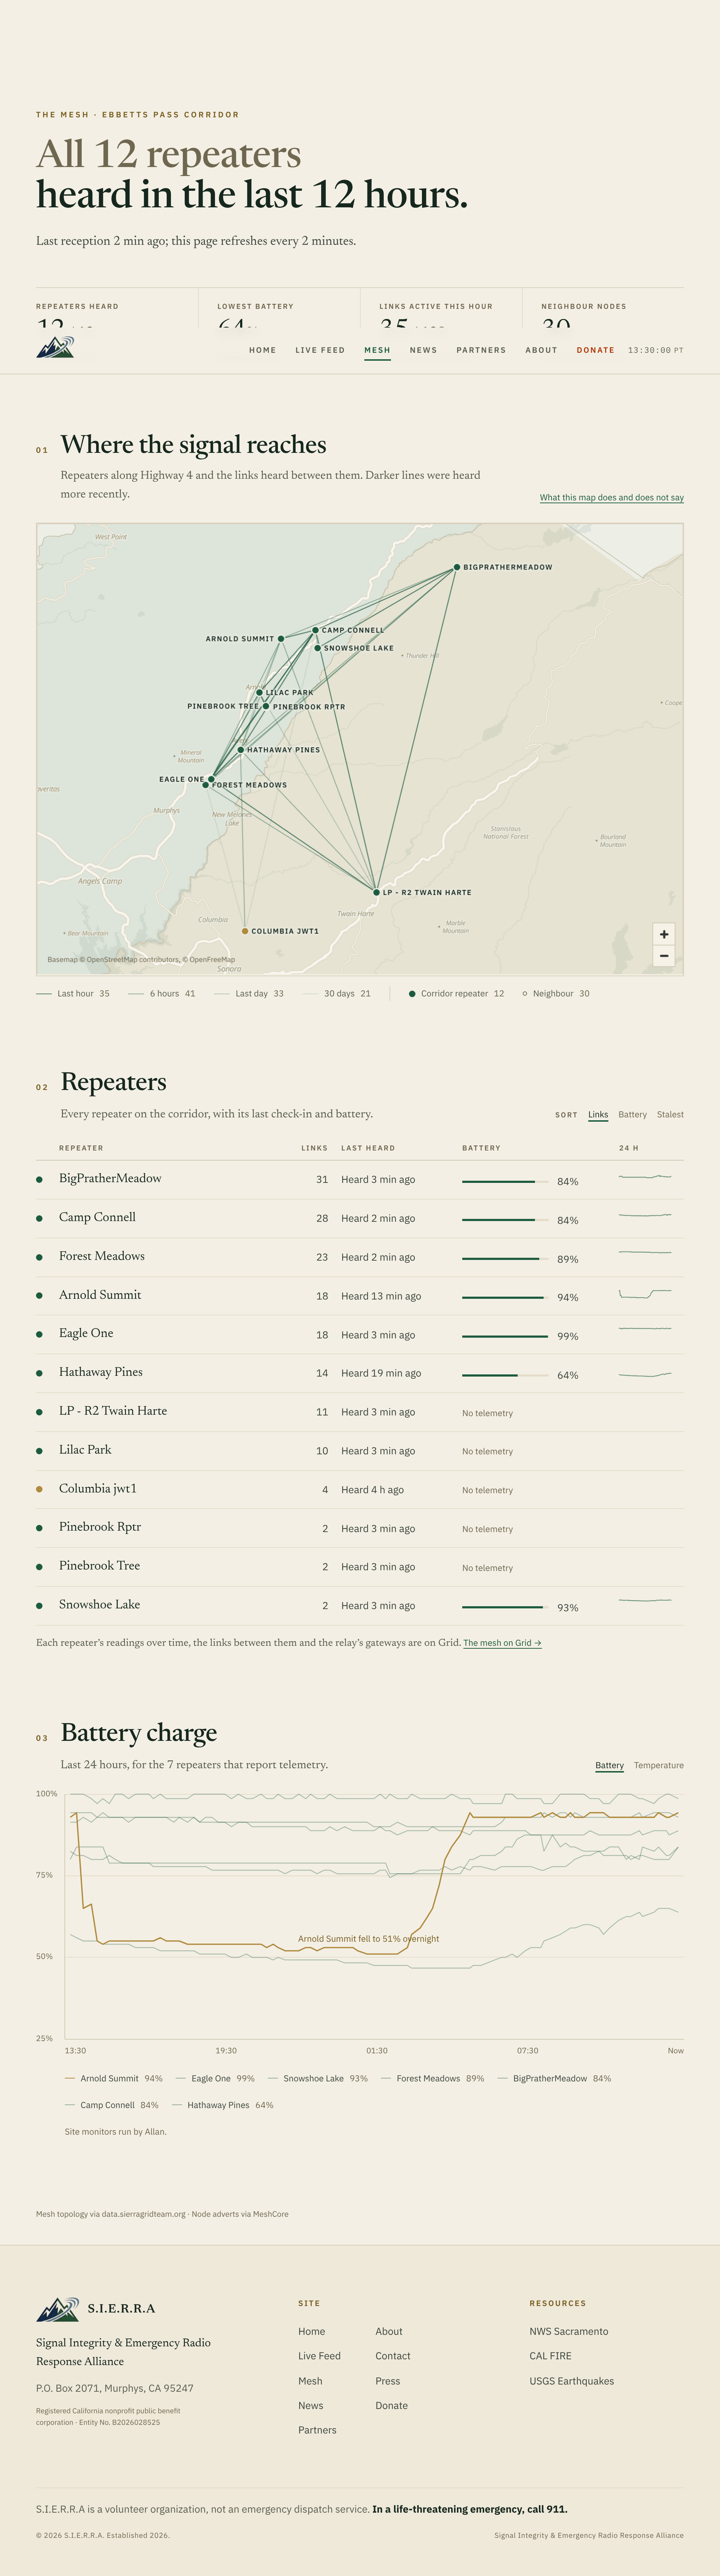 THE MESH · EBBETTS PASS CORRIDOR
All 12 repeaters
heard in the last 12 hours.
Last reception 2 min ago; this page refreshes every 2 minutes.
REPEATERS HEARD
LOWEST BATTERY
LINKS ACTIVE THIS HOUR
NEIGHBOUR NODES
12
64%
35
30
HOME LIVE FEED MESH NEWS PARTNERS ABOUT DONATE 13:30:00 PT
01 Where the signal reaches
Repeaters along Highway 4 and the links heard between them. Darker lines were heard
more recently.
What this map does and does not say
West Point
BIGPRATHERMEADOW
CAMP CONNELL
ARNOLD SUMMIT
SNOWSHOE LAKE
Thunder Hill
LILAC PARK
PINEBROOK TREE
PINEBROOK RPTR
HATHAWAY PINES
Mineral
Mountain
EAGLE ONE
FOREST MEADOWS
Murphys
New Melones
Lake
Stanislaus
National Forest
Bourland
Mountain
Angels Camp
LP - R2 TWAIN HARTE
Twain Harte
Columbia
Marble
Mountain
COLUMBIA JWT1
Bear Mountain
Basemap © OpenStreetMap contributors, © OpenFreeMap
Sonora
Last hour 35 6 hours 41 Last day 33 30 days 21 Corridor repeater 12 Neighbour 30
02 Repeaters
Every repeater on the corridor, with its last check-in and battery.
SORT Links Battery Stalest
REPEATER LINKS LAST HEARD BATTERY 24 H
BigPratherMeadow 31 Heard 3 min ago 84%
Camp Connell 28 Heard 2 min ago 84%
Forest Meadows 23 Heard 2 min ago 89%
Arnold Summit 18 Heard 13 min ago 94%
Eagle One 18 Heard 3 min ago 99%
Hathaway Pines 14 Heard 19 min ago 64%
LP - R2 Twain Harte 11 Heard 3 min ago No telemetry
Lilac Park 10 Heard 3 min ago No telemetry
Columbia jwt1 4 Heard 4 h ago No telemetry
Pinebrook Rptr 2 Heard 3 min ago No telemetry
Pinebrook Tree 2 Heard 3 min ago No telemetry
Snowshoe Lake 2 Heard 3 min ago 93%
Each repeater's readings over time, the links between them and the relay's gateways are on Grid. The mesh on Grid →
03 Battery charge
Last 24 hours, for the 7 repeaters that report telemetry.
Battery Temperature
100%
75%
Arnold Summit fell to 51% overnight
50%
25%
13:30 19:30 01:30 07:30 Now
Arnold Summit 94% Eagle One 99% Snowshoe Lake 93% Forest Meadows 89% BigPratherMeadow 84%
Camp Connell 84% Hathaway Pines 64%
Site monitors run by Allan.
Mesh topology via data.sierragridteam.org · Node adverts via MeshCore
S.I.E.R.R.A
Signal Integrity & Emergency Radio
Response Alliance
P.O. Box 2071, Murphys, CA 95247
Registered California nonprofit public benefit
corporation · Entity No. B2026028525
SITE
Home
Live Feed
Mesh
News
Partners
About
Contact
Press
Donate
RESOURCES
NWS Sacramento
CAL FIRE
USGS Earthquakes
S.I.E.R.R.A is a volunteer organization, not an emergency dispatch service. In a life-threatening emergency, call 911.
© 2026 S.I.E.R.R.A. Established 2026.
Signal Integrity & Emergency Radio Response Alliance